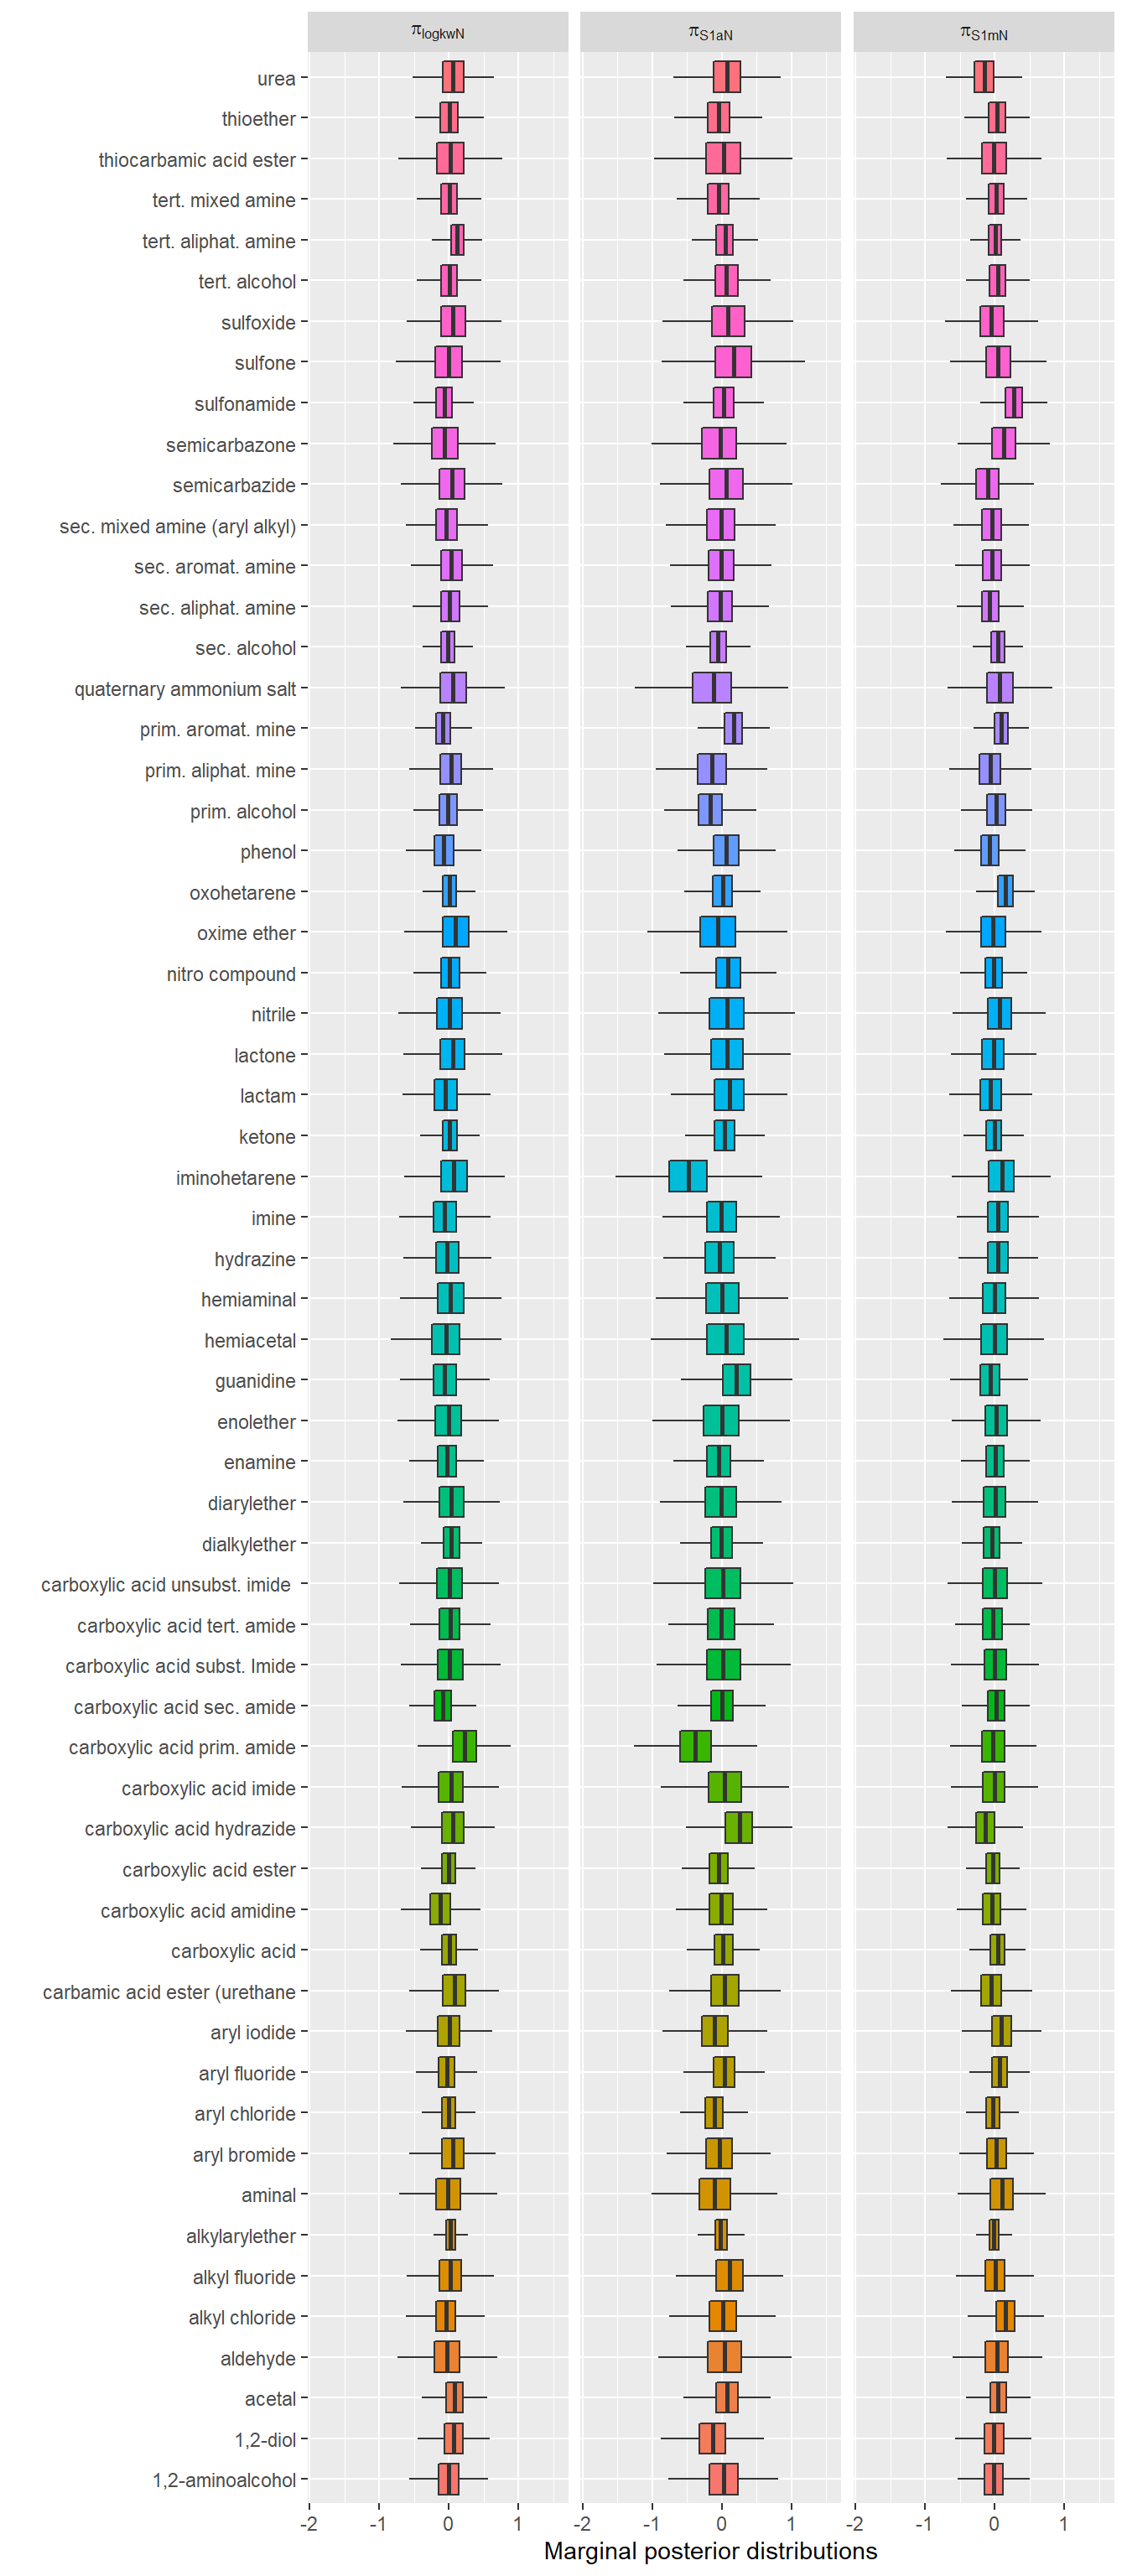 πlogkwN πS1aN πS1mN
urea
thioether
thiocarbamic acid ester
tert. mixed amine
tert. aliphat. amine
tert. alcohol
sulfoxide
sulfone
sulfonamide
semicarbazone
semicarbazide
sec. mixed amine (aryl alkyl)
sec. aromat. amine
sec. aliphat. amine
sec. alcohol
quaternary ammonium salt
prim. aromat. mine
prim. aliphat. mine
prim. alcohol
phenol
oxohetarene
oxime ether
nitro compound
nitrile
lactone
lactam
ketone
iminohetarene
imine
hydrazine
hemiaminal
hemiacetal
guanidine
enolether
enamine
diarylether
dialkylether
carboxylic acid unsubst. imide
carboxylic acid tert. amide
carboxylic acid subst. Imide
carboxylic acid sec. amide
carboxylic acid prim. amide
carboxylic acid imide
carboxylic acid hydrazide
carboxylic acid ester
carboxylic acid amidine
carboxylic acid
carbamic acid ester (urethane
aryl iodide
aryl fluoride
aryl chloride
aryl bromide
aminal
alkylarylether
alkyl fluoride
alkyl chloride
aldehyde
acetal
1,2-diol
1,2-aminoalcohol
-2 -1 0 1 -2 -1 0 1 -2 -1 0 1
Marginal posterior distributions